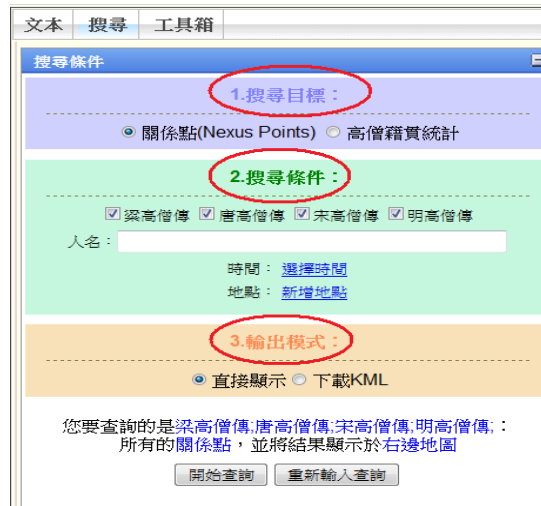 文本 搜尋 工具箱
搜尋條件
1.搜尋目標：
關係點(Nexus Points) 高僧籍貫統計
2.搜尋條件：
梁高僧傳 唐高僧傳 宋高僧傳 明高僧傳
人名：
時間： 選擇時間
地點： 新增地點
3.輸出模式：
直接顯示 下載KML
您要查詢的是梁高僧傳;唐高僧傳;宋高僧傳;明高僧傳;：
所有的關係點，並將結果顯示於右邊地圖
開始查詢 重新輸入查詢